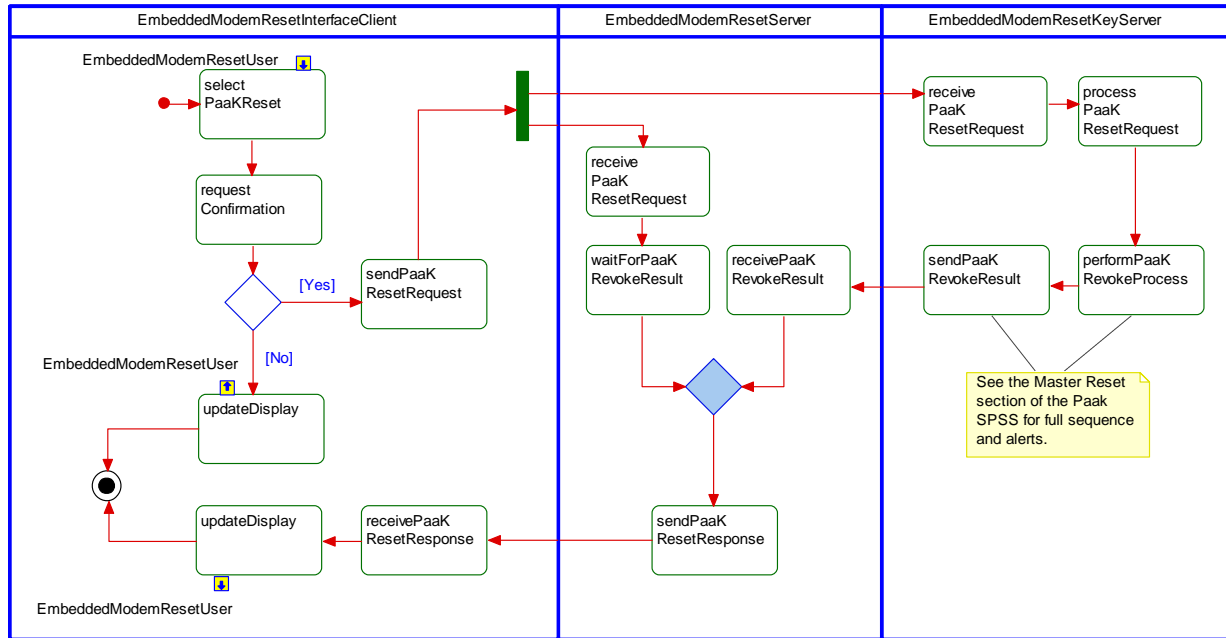 EmbeddedModemResetInterfaceClient
EmbeddedModemResetServer
EmbeddedModemResetKeyServer
EmbeddedModemResetUser
select
PaaKReset
request
Confirmation
[Yes]
[No]
sendPaaK
ResetRequest
EmbeddedModemResetUser
updateDisplay
updateDisplay
EmbeddedModemResetUser
receivePaaK
ResetResponse
receive
PaaK
ResetRequest
waitForPaaK
RevokeResult
receivePaaK
RevokeResult
sendPaaK
ResetResponse
receive
PaaK
ResetRequest
process
PaaK
ResetRequest
sendPaaK
RevokeResult
performPaaK
RevokeProcess
See the Master Reset
section of the Paak
SPSS for full sequence
and alerts.